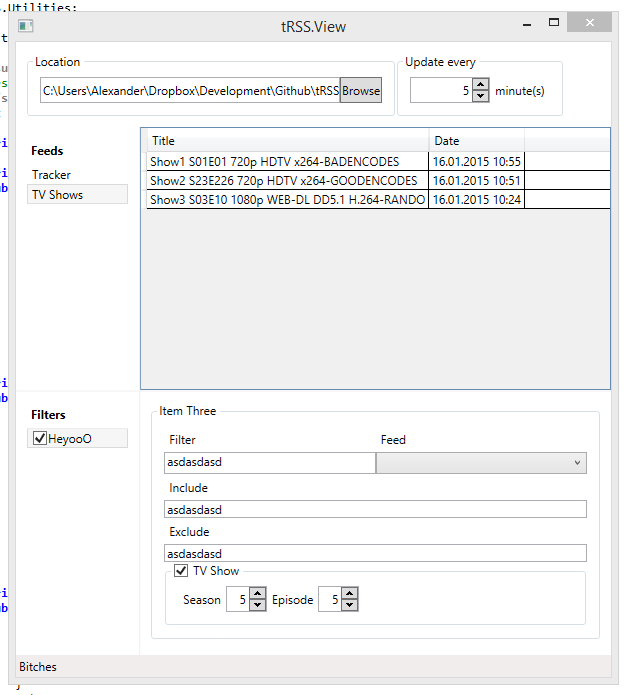 s.Utilities;
tRSS.View
Location
Update every
C:\Users\Alexander\Dropbox\Development\Github\tRSS
Browse
5
minute(s)
Feeds
Tracker
TV Shows
Title
Date
Show1 S01E01 720p HDTV x264-BADENCODES
16.01.2015 10:55
Show2 S23E226 720p HDTV x264-GOODENCODES
16.01.2015 10:51
Show3 S03E10 1080p WEB-DL DD5.1 H.264-RANDO
16.01.2015 10:24
Filters
HeyooO
Item Three
Filter
Feed
asdasdasd
Include
asdasdasd
Exclude
asdasdasd
TV Show
Season
5
Episode
5
Bitches